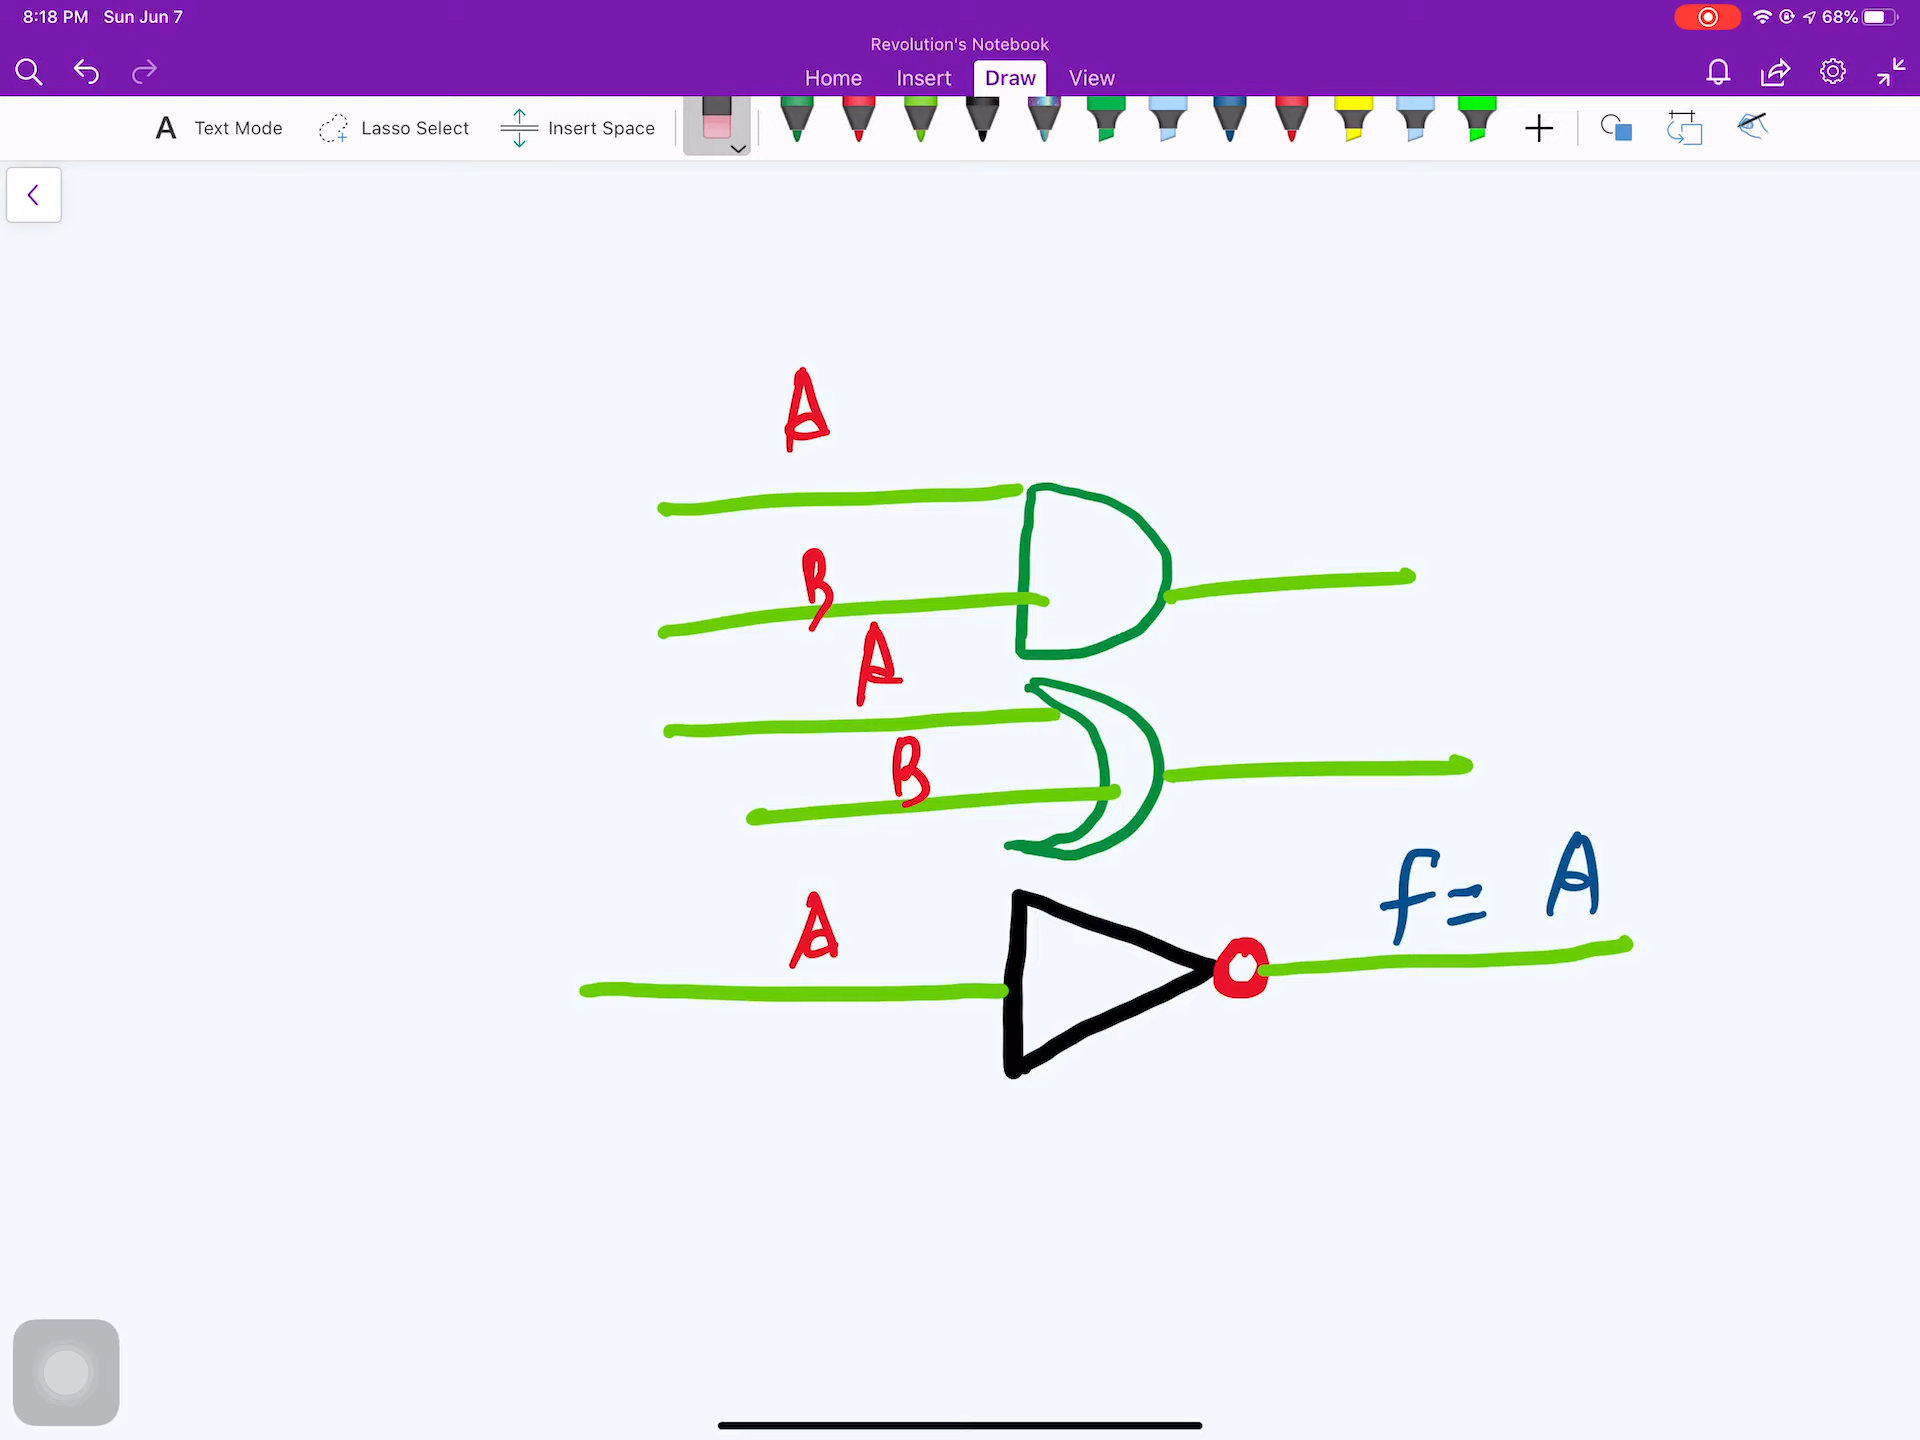 8:18 PM Sun Jun 7
68%
Revolution's Notebook
Home Insert Draw View
A Text Mode Lasso Select Insert Space
A
B
A
B
f= A
A